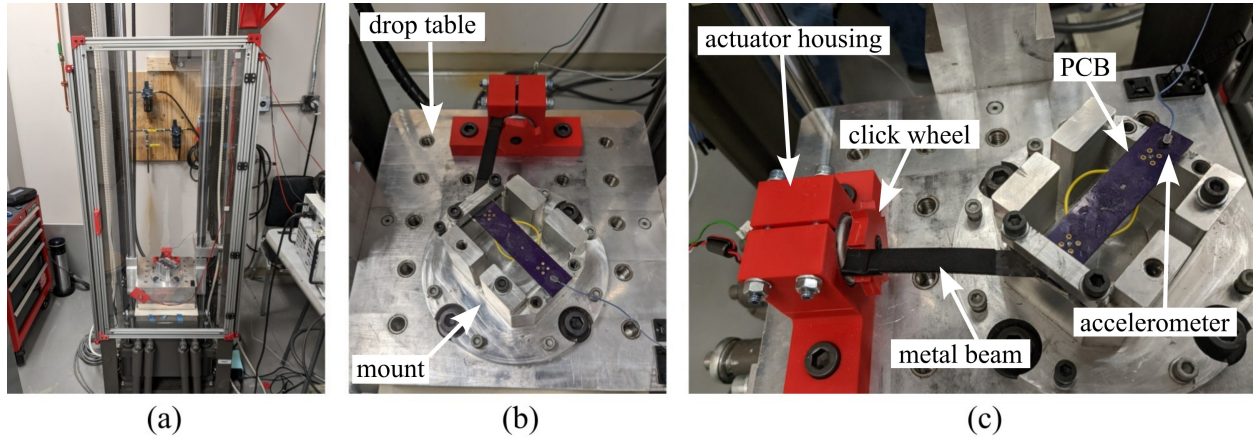 drop table
mount
actuator housing
click wheel
PCB
accelerometer
metal beam
(a)
(b)
(c)